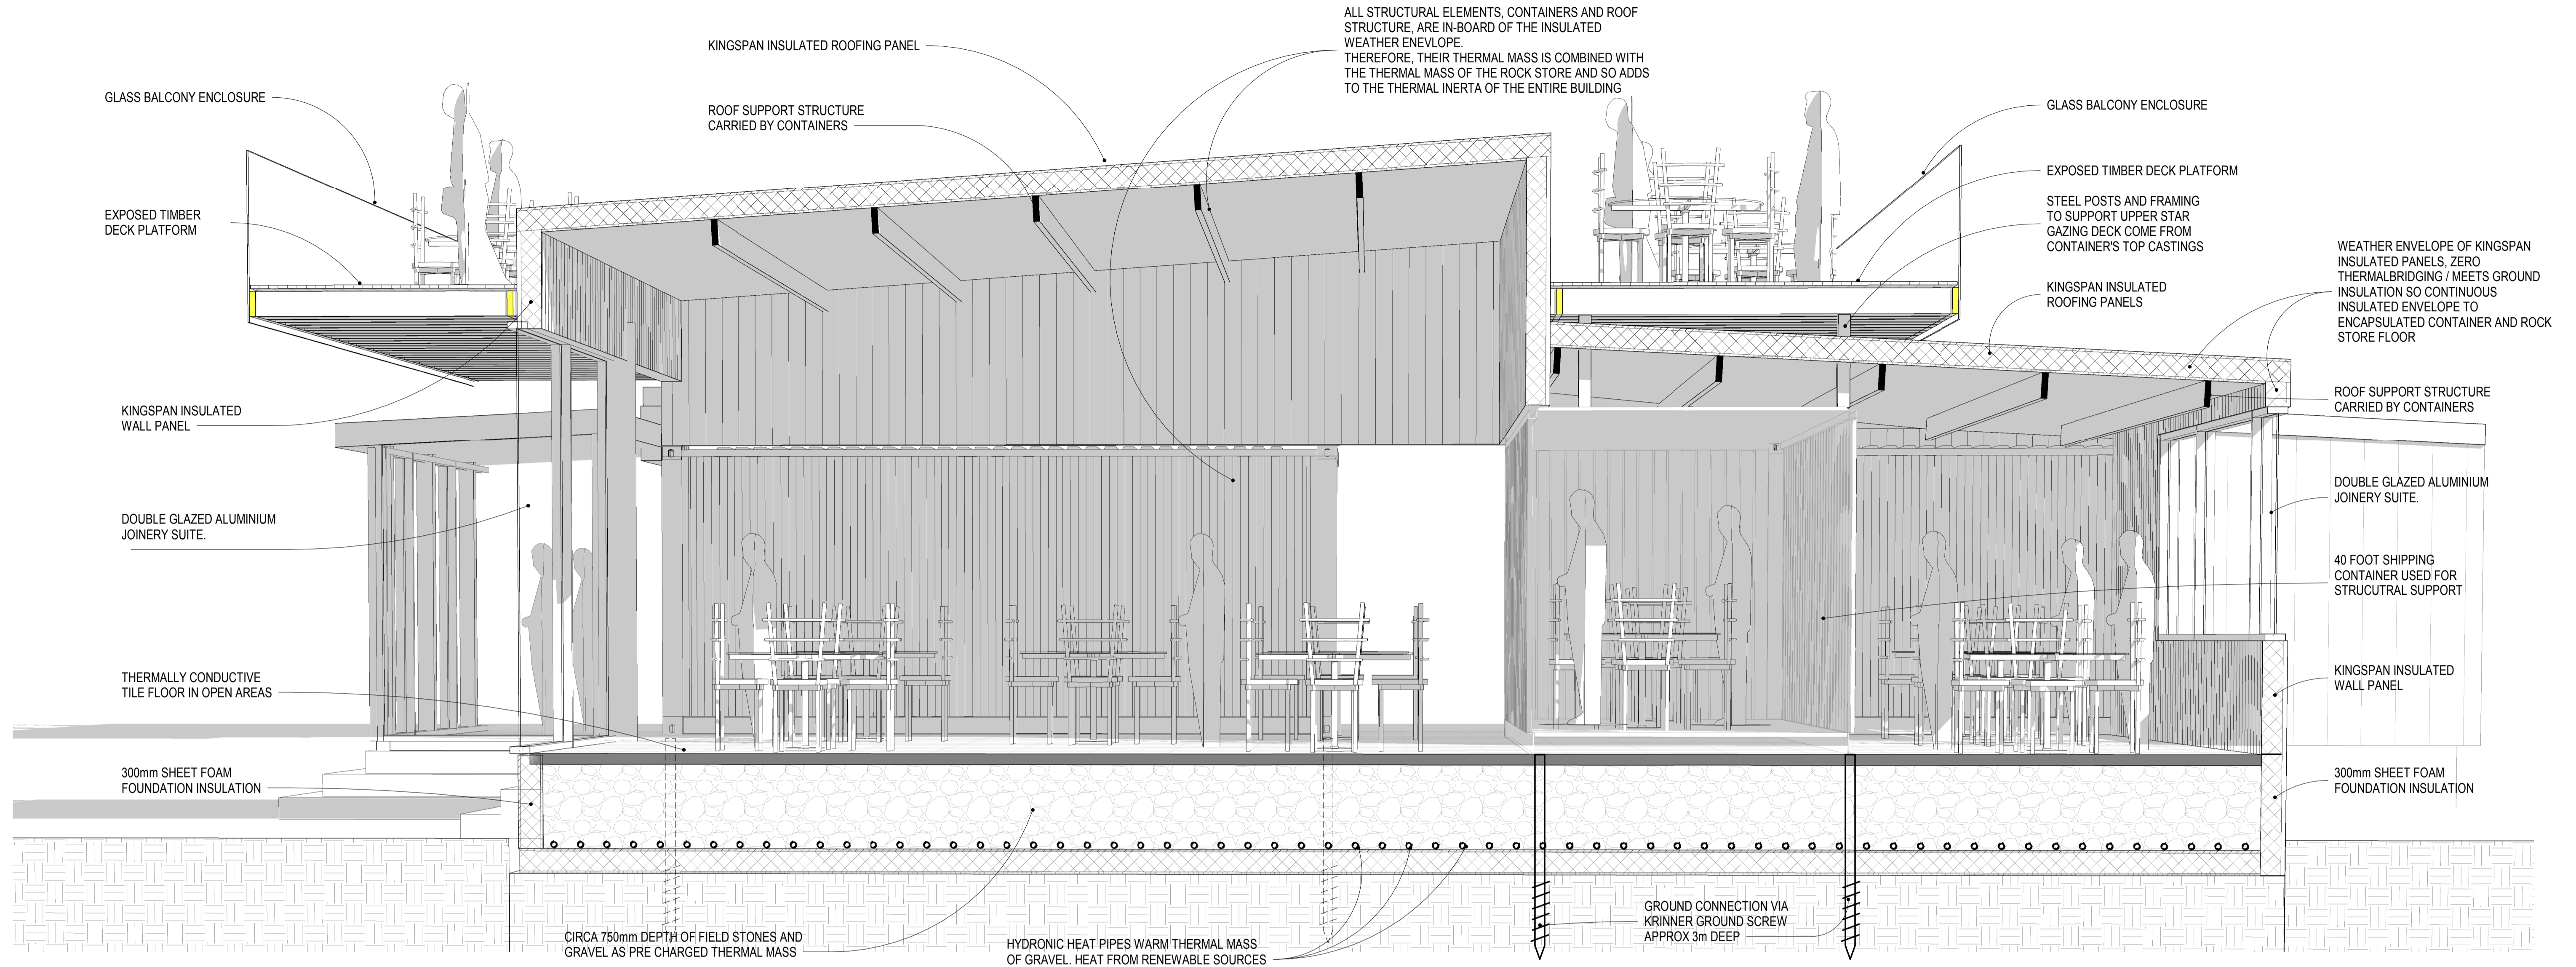 ALL STRUCTURAL ELEMENTS, CONTAINERS AND ROOF
STRUCTURE, ARE IN-BOARD OF THE INSULATED
WEATHER ENEVLOPE.
THEREFORE, THEIR THERMAL MASS IS COMBINED WITH
THE THERMAL MASS OF THE ROCK STORE AND SO ADDS
TO THE THERMAL INERTA OF THE ENTIRE BUILDING
KINGSPAN INSULATED ROOFING PANEL
ROOF SUPPORT STRUCTURE
CARRIED BY CONTAINERS
GLASS BALCONY ENCLOSURE
EXPOSED TIMBER
DECK PLATFORM
KINGSPAN INSULATED
WALL PANEL
DOUBLE GLAZED ALUMINIUM
JOINERY SUITE.
THERMALLY CONDUCTIVE
TILE FLOOR IN OPEN AREAS
300mm SHEET FOAM
FOUNDATION INSULATION
CIRCA 750mm DEPTH OF FIELD STONES AND
GRAVEL AS PRE CHARGED THERMAL MASS
HYDRONIC HEAT PIPES WARM THERMAL MASS
OF GRAVEL. HEAT FROM RENEWABLE SOURCES
GROUND CONNECTION VIA
KRINNER GROUND SCREW
APPROX 3m DEEP
GLASS BALCONY ENCLOSURE
EXPOSED TIMBER DECK PLATFORM
STEEL POSTS AND FRAMING
TO SUPPORT UPPER STAR
GAZING DECK COME FROM
CONTAINER'S TOP CASTINGS
KINGSPAN INSULATED
ROOFING PANELS
WEATHER ENVELOPE OF KINGSPAN
INSULATED PANELS, ZERO
THERMALBRIDGING / MEETS GROUND
INSULATION SO CONTINUOUS
INSULATED ENVELOPE TO
ENCAPSULATED CONTAINER AND ROCK
STORE FLOOR
ROOF SUPPORT STRUCTURE
CARRIED BY CONTAINERS
DOUBLE GLAZED ALUMINIUM
JOINERY SUITE.
40 FOOT SHIPPING
CONTAINER USED FOR
STRUCUTRAL SUPPORT
KINGSPAN INSULATED
WALL PANEL
300mm SHEET FOAM
FOUNDATION INSULATION